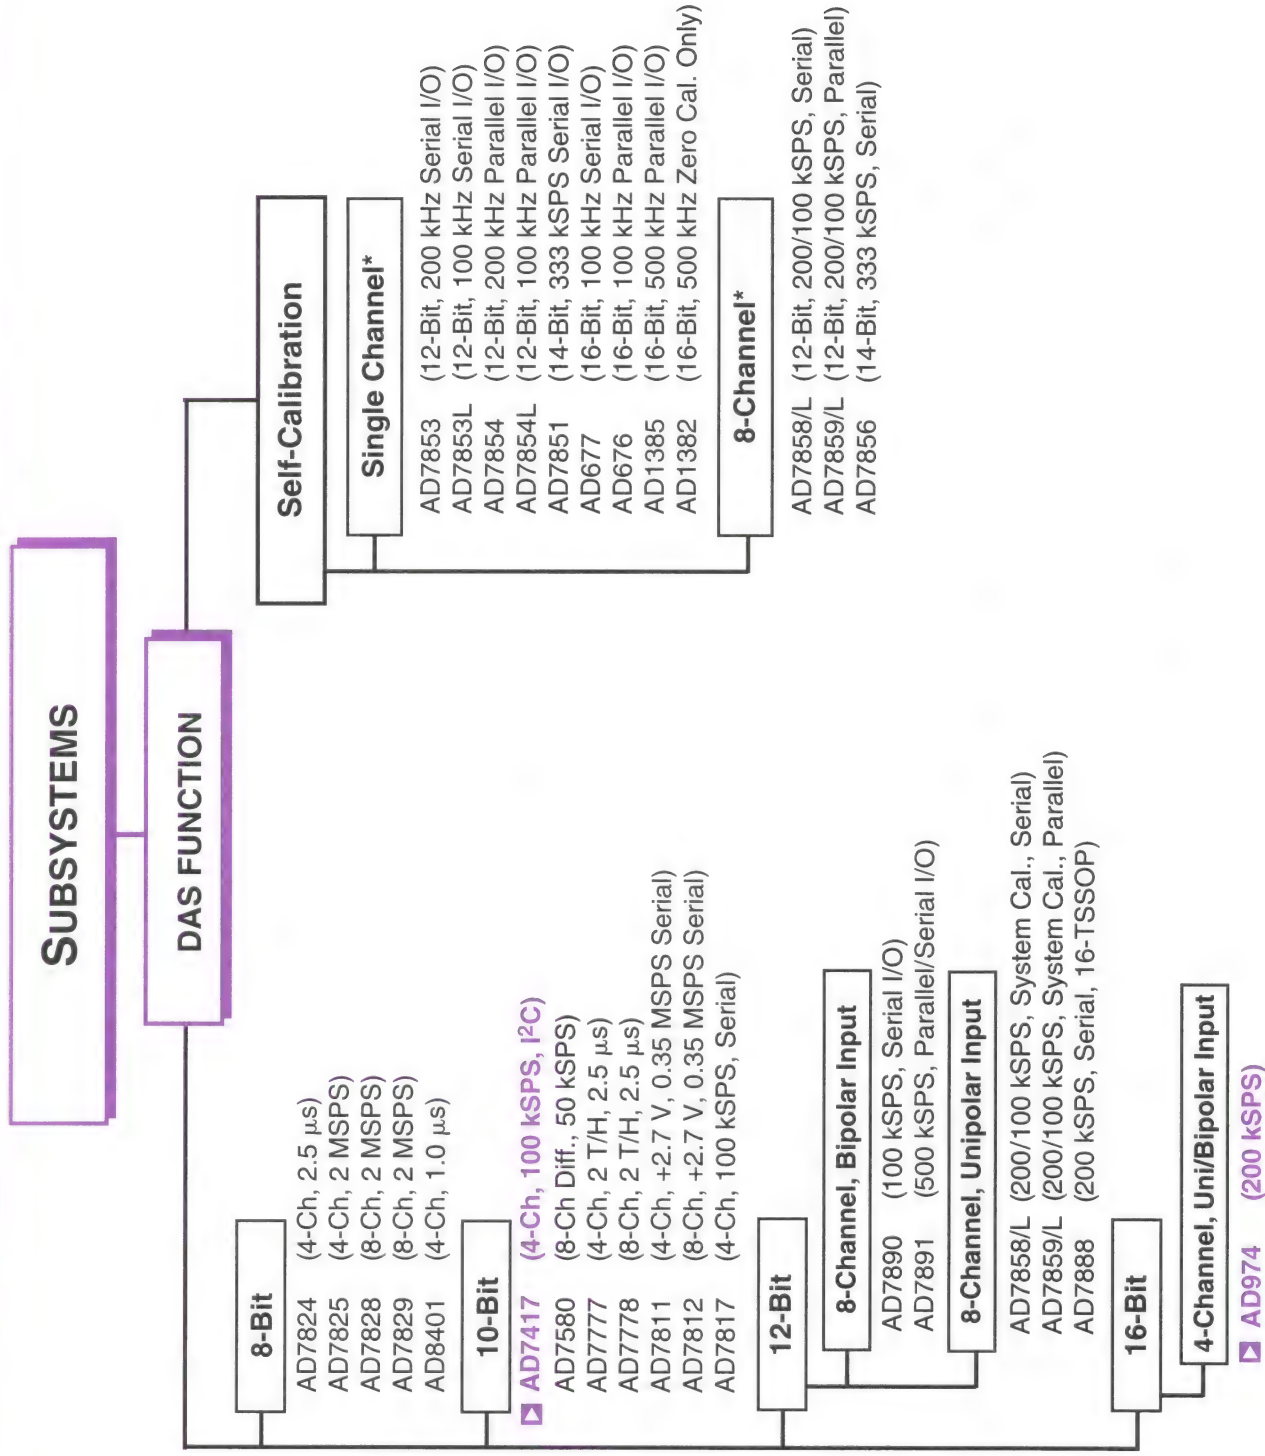 SUBSYSTEMS
DAS FUNCTION
8-Bit
AD7824 (4-Ch, 2.5 μs)
AD7825 (4-Ch, 2 MSPS)
AD7828 (8-Ch, 2 MSPS)
AD7829 (8-Ch, 2 MSPS)
AD8401 (4-Ch, 1.0 μs)
10-Bit
AD7417 (4-Ch, 100 kSPS, I²C)
AD7580 (8-Ch Diff., 50 kSPS)
AD7777 (4-Ch, 2 T/H, 2.5 μs)
AD7778 (8-Ch, 2 T/H, 2.5 μs)
AD7811 (4-Ch, +2.7 V, 0.35 MSPS Serial)
AD7812 (8-Ch, +2.7 V, 0.35 MSPS Serial)
AD7817 (4-Ch, 100 kSPS, Serial)
12-Bit
8-Channel, Bipolar Input
AD7890 (100 kSPS, Serial I/O)
AD7891 (500 kSPS, Parallel/Serial I/O)
8-Channel, Unipolar Input
AD7858/L (200/100 kSPS, System Cal., Serial)
AD7859/L (200/100 kSPS, System Cal., Parallel)
AD7888 (200 kSPS, Serial, 16-TSSOP)
16-Bit
4-Channel, Uni/Bipolar Input
AD974 (200 kSPS)
Self-Calibration
Single Channel*
AD7853 (12-Bit, 200 kHz Serial I/O)
AD7853L (12-Bit, 100 kHz Serial I/O)
AD7854 (12-Bit, 200 kHz Parallel I/O)
AD7854L (12-Bit, 100 kHz Parallel I/O)
AD7851 (14-Bit, 333 kSPS Serial I/O)
AD677 (16-Bit, 100 kHz Serial I/O)
AD676 (16-Bit, 100 kHz Parallel I/O)
AD1385 (16-Bit, 500 kHz Parallel I/O)
AD1382 (16-Bit, 500 kHz Zero Cal. Only)
8-Channel*
AD7858/L (12-Bit, 200/100 kSPS, Serial)
AD7859/L (12-Bit, 200/100 kSPS, Parallel)
AD7856 (14-Bit, 333 kSPS, Serial)